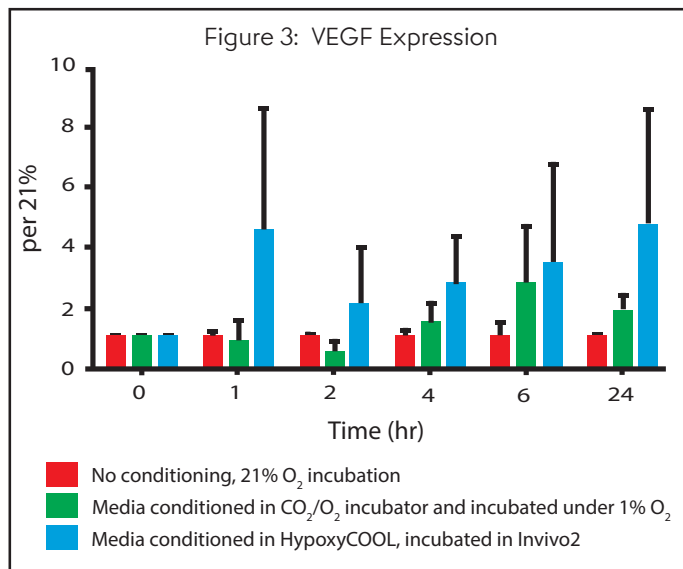 Figure 3: VEGF Expression
10
8
6
4
2
0
per 21%
0 1 2 4 6 24
Time (hr)
No conditioning, 21% O₂ incubation
Media conditioned in CO₂/O₂ incubator and incubated under 1% O₂
Media conditioned in HypoxyCOOL, incubated in Invivo2